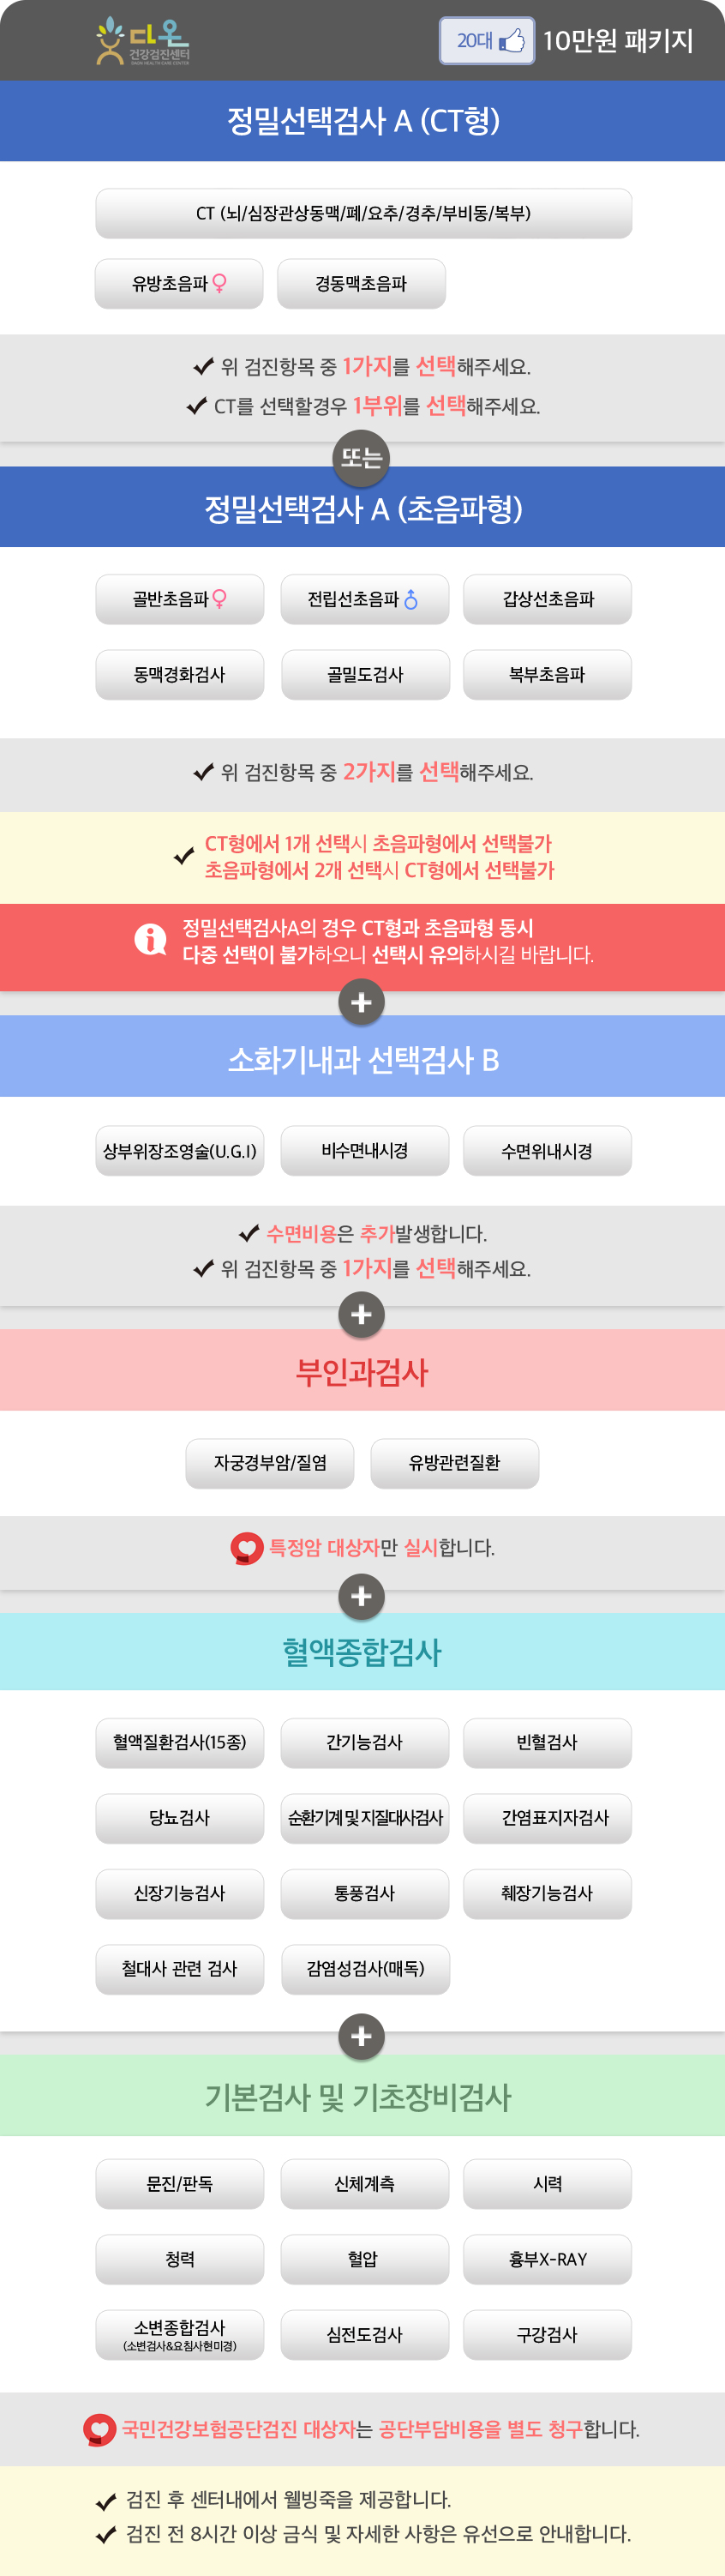 다온
건강검진센터
20대
10만원 패키지
정밀선택검사 A (CT형)
CT (뇌/심장관상동맥/폐/요추/경추/부비동/복부)
유방초음파 경동맥초음파
위 검진항목 중 1가지를 선택해주세요.
CT를 선택할경우 1부위를 선택해주세요.
또는
정밀선택검사 A (초음파형)
골반초음파 전립선초음파 갑상선초음파
동맥경화검사 골밀도검사 복부초음파
위 검진항목 중 2가지를 선택해주세요.
CT형에서 1개 선택시 초음파형에서 선택불가
초음파형에서 2개 선택시 CT형에서 선택불가
정밀선택검사A의 경우 CT형과 초음파형 동시
다중 선택이 불가하오니 선택시 유의하시길 바랍니다.
+
소화기내과 선택검사 B
상부위장조영술(U.G.I) 비수면내시경 수면위내시경
수면비용은 추가발생합니다.
위 검진항목 중 1가지를 선택해주세요.
+
부인과검사
자궁경부암/질염 유방관련질환
특정암 대상자만 실시합니다.
+
혈액종합검사
혈액질환검사(15종) 간기능검사 빈혈검사
당뇨검사 순환기계 및 지질대사검사 간염표지자검사
신장기능검사 통풍검사 췌장기능검사
철대사 관련 검사 감염성검사(매독)
+
기본검사 및 기초장비검사
문진/판독 신체계측 시력
청력 혈압 흉부X-RAY
소변종합검사 심전도검사 구강검사
(소변검사&요침사현미경)
국민건강보험공단검진 대상자는 공단부담비용을 별도 청구합니다.
검진 후 센터내에서 웰빙죽을 제공합니다.
검진 전 8시간 이상 금식 및 자세한 사항은 유선으로 안내합니다.